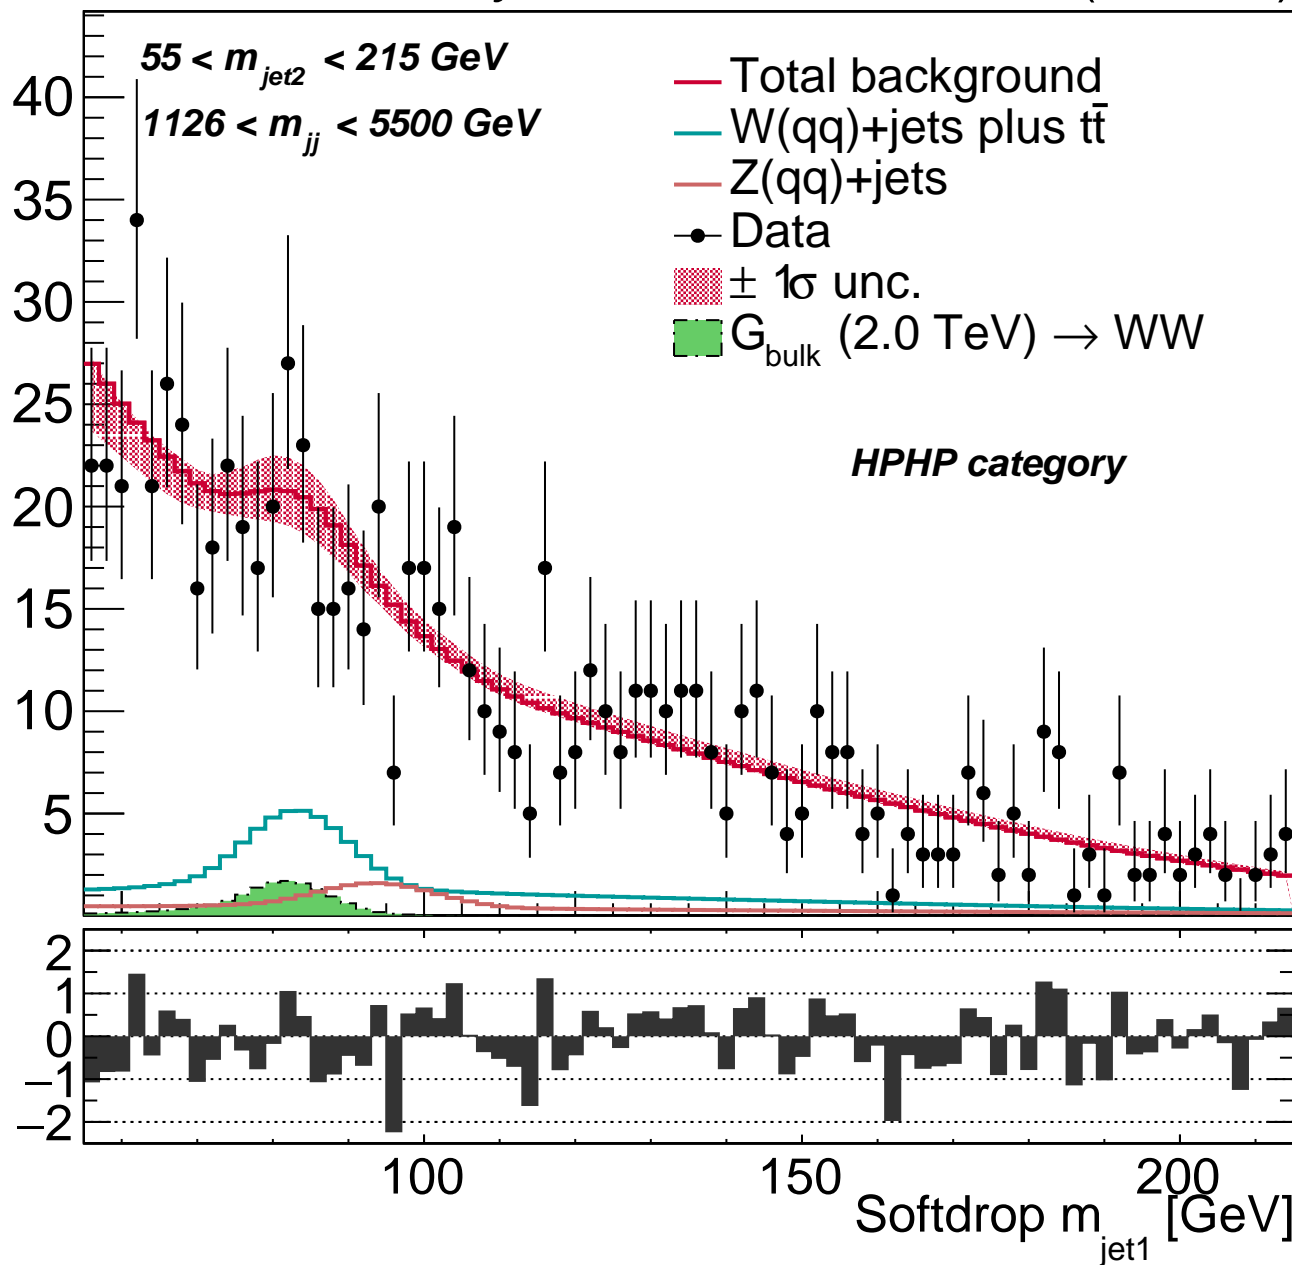 55 < m_jet2 < 215 GeV
1126 < m_jj < 5500 GeV
Total background
W(qq)+jets plus tt̄
Z(qq)+jets
Data
± 1σ unc.
G_bulk (2.0 TeV) → WW
HPHP category
40
35
30
25
20
15
10
5
2
1
0
−1
−2
100 150 200
Softdrop m_jet1 [GeV]